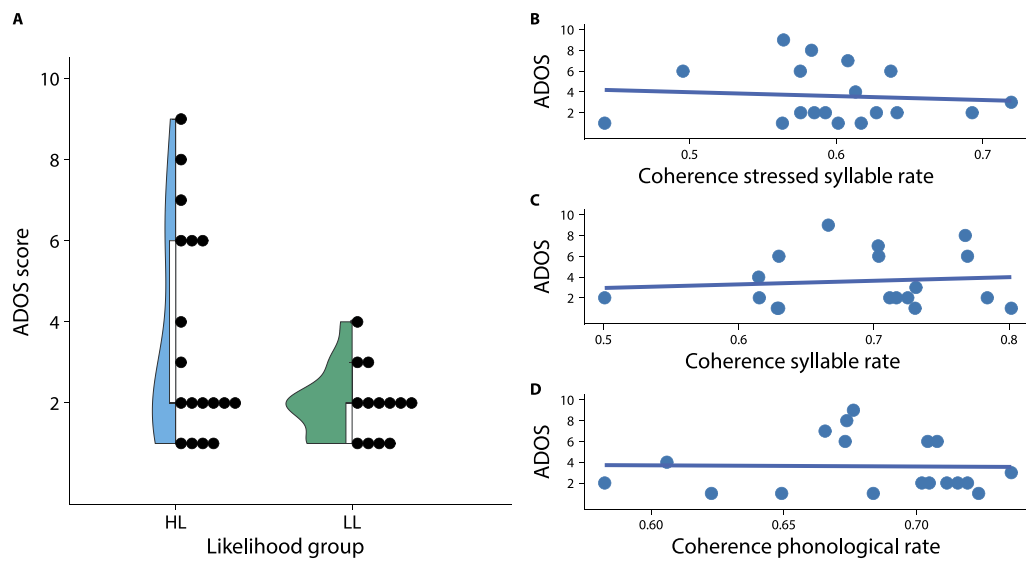 A
10
8
6
4
2
ADOS score
HL
LL
Likelihood group
B
10
8
6
4
2
ADOS
0.5
0.6
0.7
Coherence stressed syllable rate
C
10
8
6
4
2
ADOS
0.5
0.6
0.7
0.8
Coherence syllable rate
D
10
8
6
4
2
ADOS
0.60
0.65
0.70
Coherence phonological rate